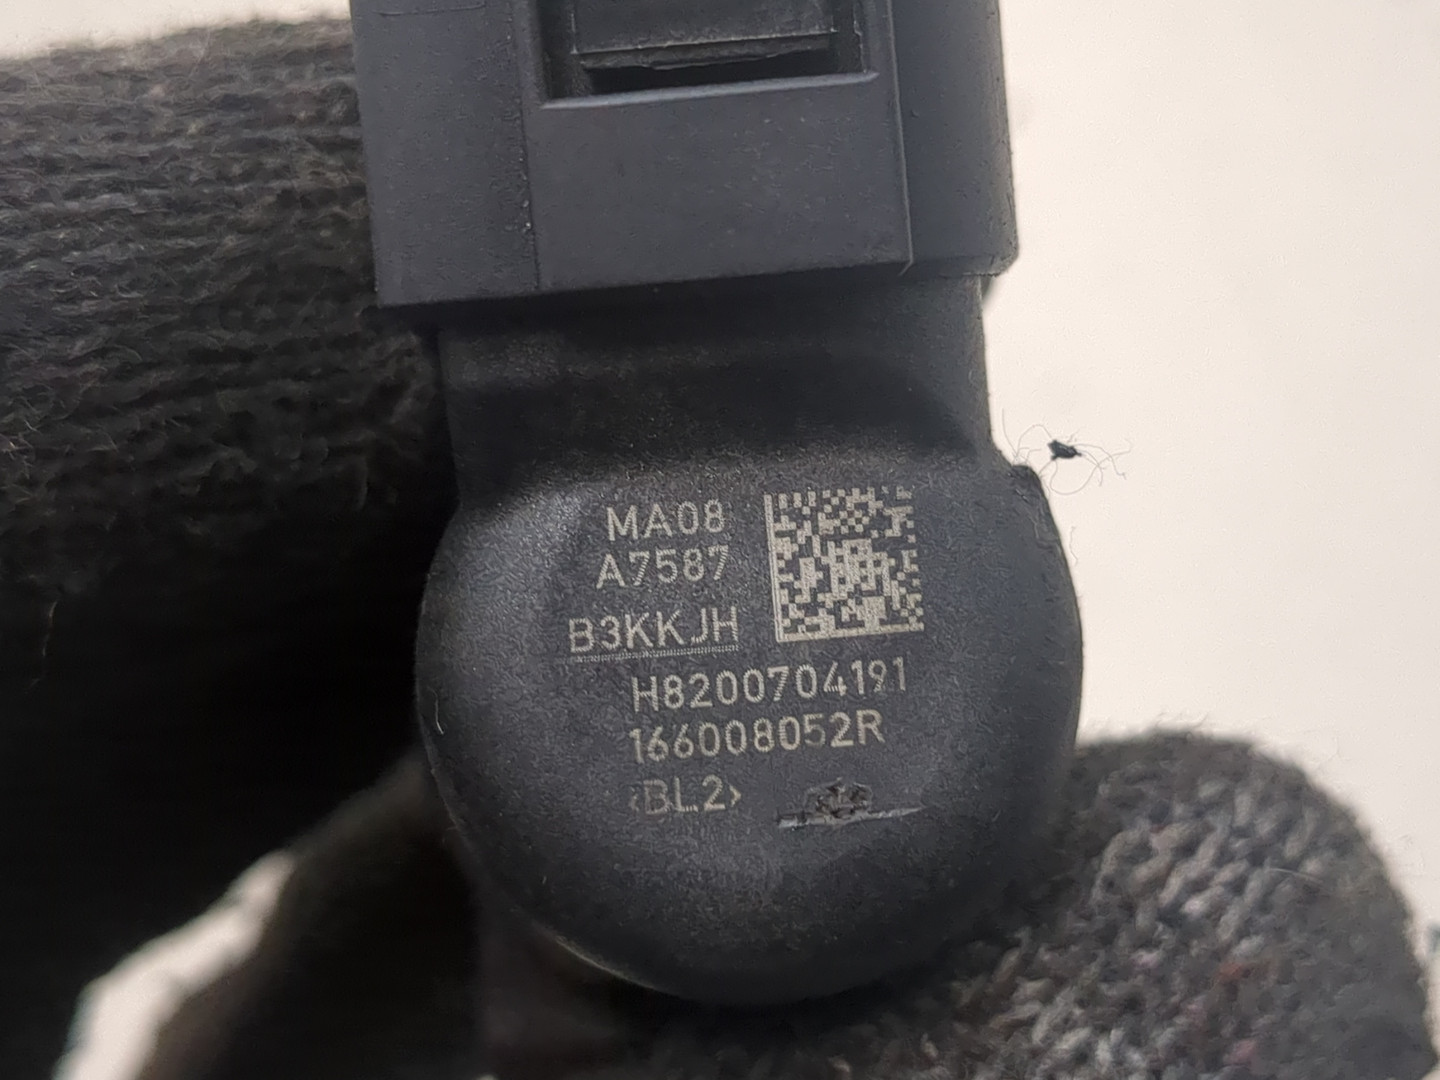 MA08
A7587
B3KKJH
H8200704191
166008052R
‹BL2›